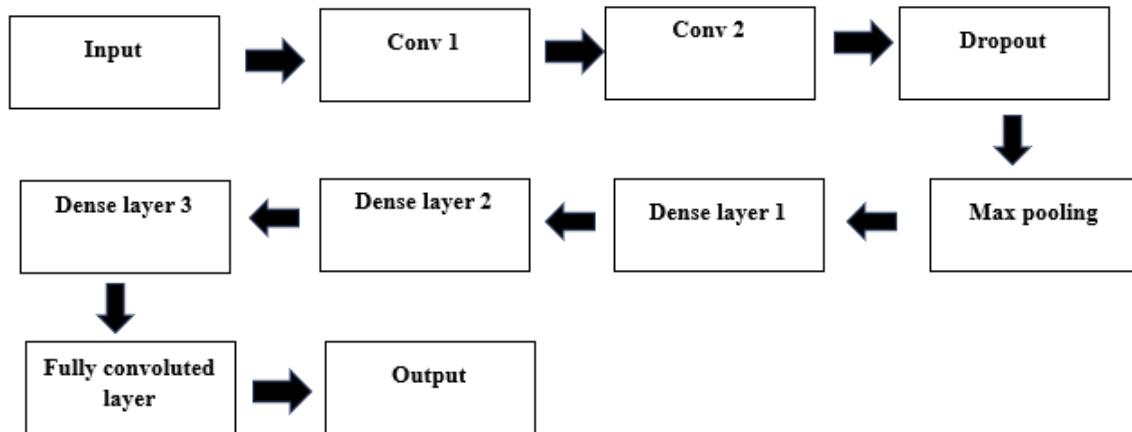 Input
Conv 1
Conv 2
Dropout
Max pooling
Dense layer 1
Dense layer 2
Dense layer 3
Fully convoluted
layer
Output